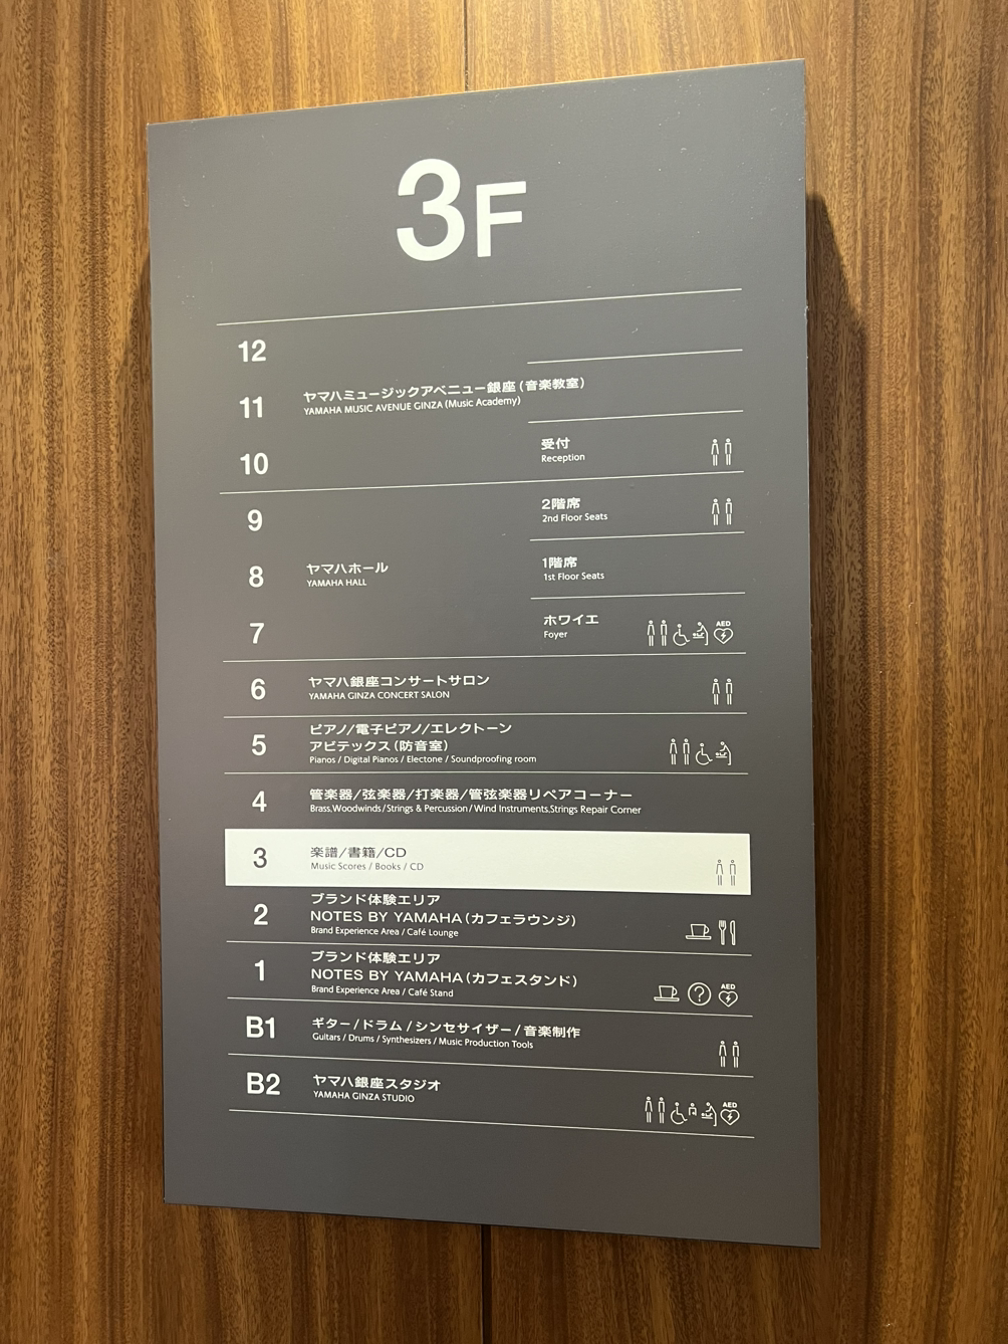 3F
12
11
ヤマハミュージックアベニュー銀座(音楽教室)
YAMAHA MUSIC AVENUE GINZA (Music Academy)
10
受付
Reception
9
2階席
2nd Floor Seats
8
ヤマハホール
YAMAHA HALL
1階席
1st Floor Seats
7
ホワイエ
Foyer
AED
6
ヤマハ銀座コンサートサロン
YAMAHA GINZA CONCERT SALON
5
ピアノ/電子ピアノ/エレクトーン
アビテックス(防音室)
Pianos / Digital Pianos / Electone / Soundproofing room
4
管楽器/弦楽器/打楽器/管弦楽器リペアコーナー
Brass,Woodwinds / Strings & Percussion / Wind Instruments,Strings Repair Corner
3
楽譜/書籍/CD
Music Scores / Books / CD
2
ブランド体験エリア
NOTES BY YAMAHA(カフェラウンジ)
Brand Experience Area / Café Lounge
1
ブランド体験エリア
NOTES BY YAMAHA(カフェスタンド)
Brand Experience Area / Café Stand
?
AED
B1
ギター/ドラム/シンセサイザー/音楽制作
Guitars / Drums / Synthesizers / Music Production Tools
B2
ヤマハ銀座スタジオ
YAMAHA GINZA STUDIO
AED